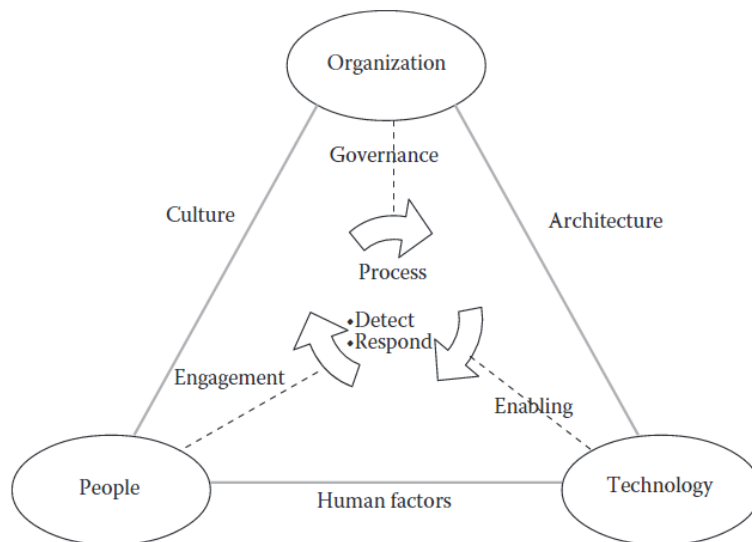 Organization
Governance
Culture
Architecture
Process
•Detect
•Respond
Engagement
Enabling
People
Technology
Human factors